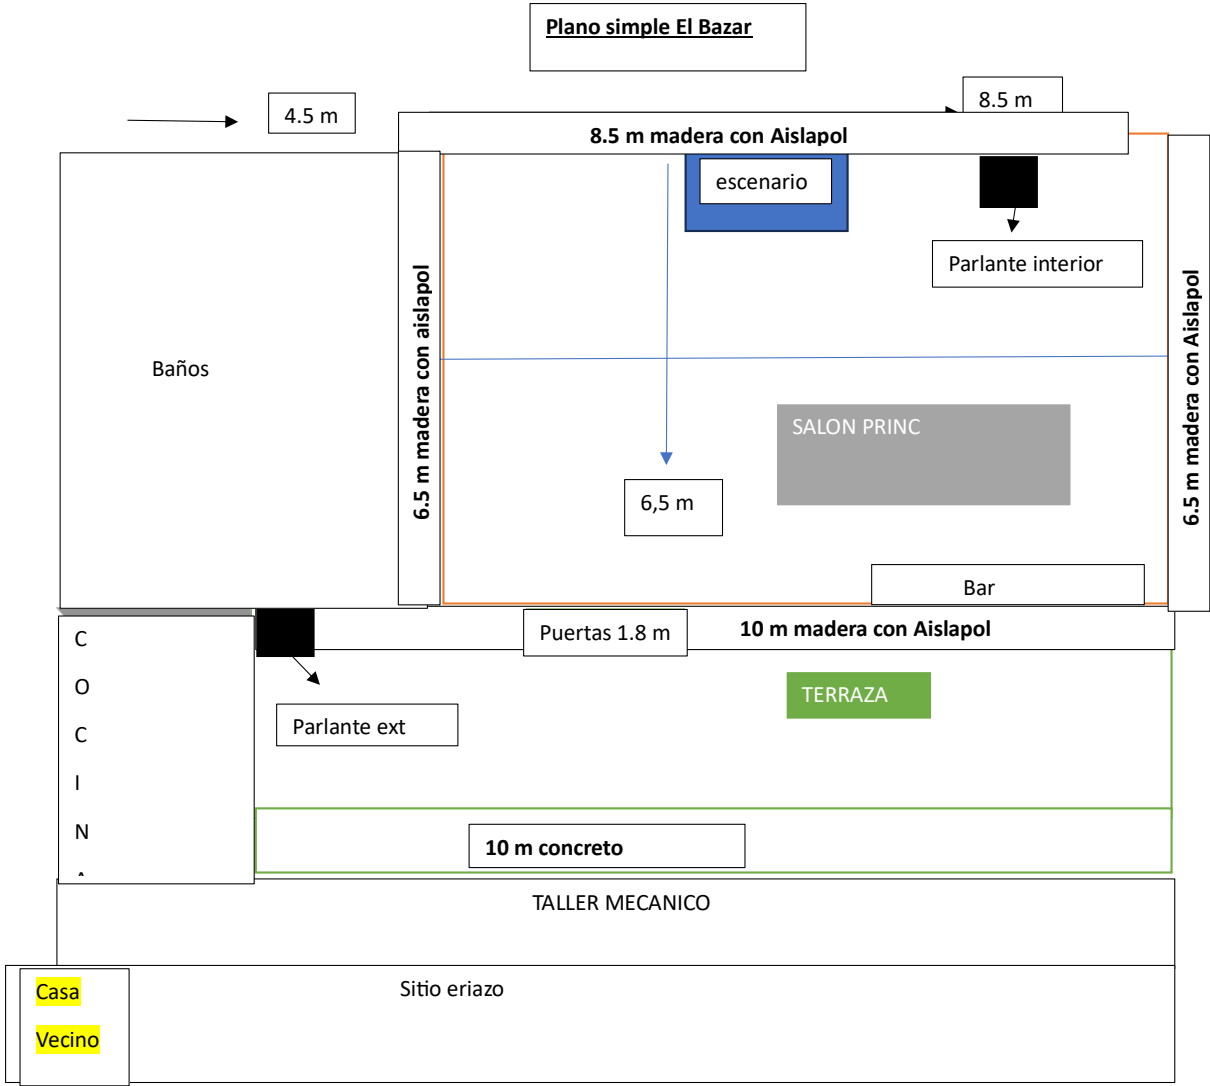 Plano simple El Bazar
4.5 m
8.5 m
8.5 m madera con Aislapol
escenario
Parlante interior
6.5 m madera con aislapol
6.5 m madera con Aislapol
Baños
SALON PRINC
6,5 m
Bar
Puertas 1.8 m
10 m madera con Aislapol
C
O
C
I
N
A
TERRAZA
Parlante ext
10 m concreto
TALLER MECANICO
Sitio eriazo
Casa
Vecino